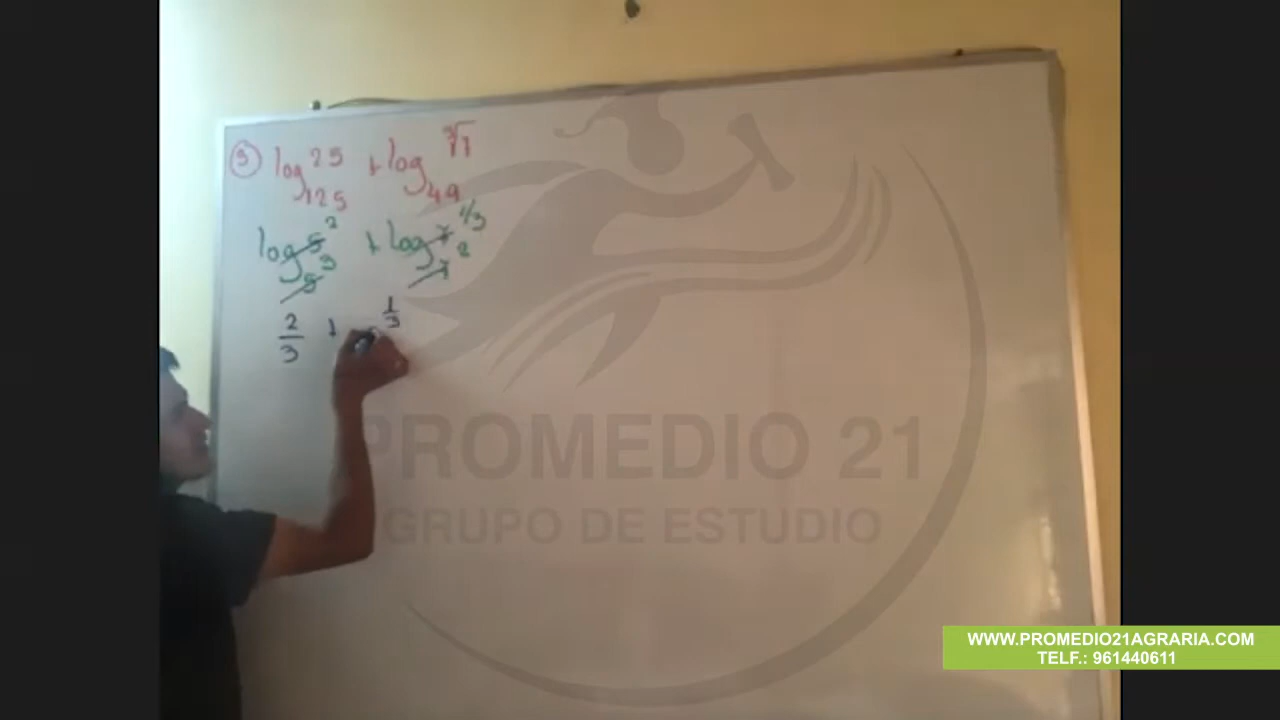 ③ log₁₂₅ 25 + log₄₉ ∛7
log₅³ 5² + log₇² 7^1/3
2/3 + 1/3
PROMEDIO 21
GRUPO DE ESTUDIO
WWW.PROMEDIO21AGRARIA.COM
TELF.: 961440611